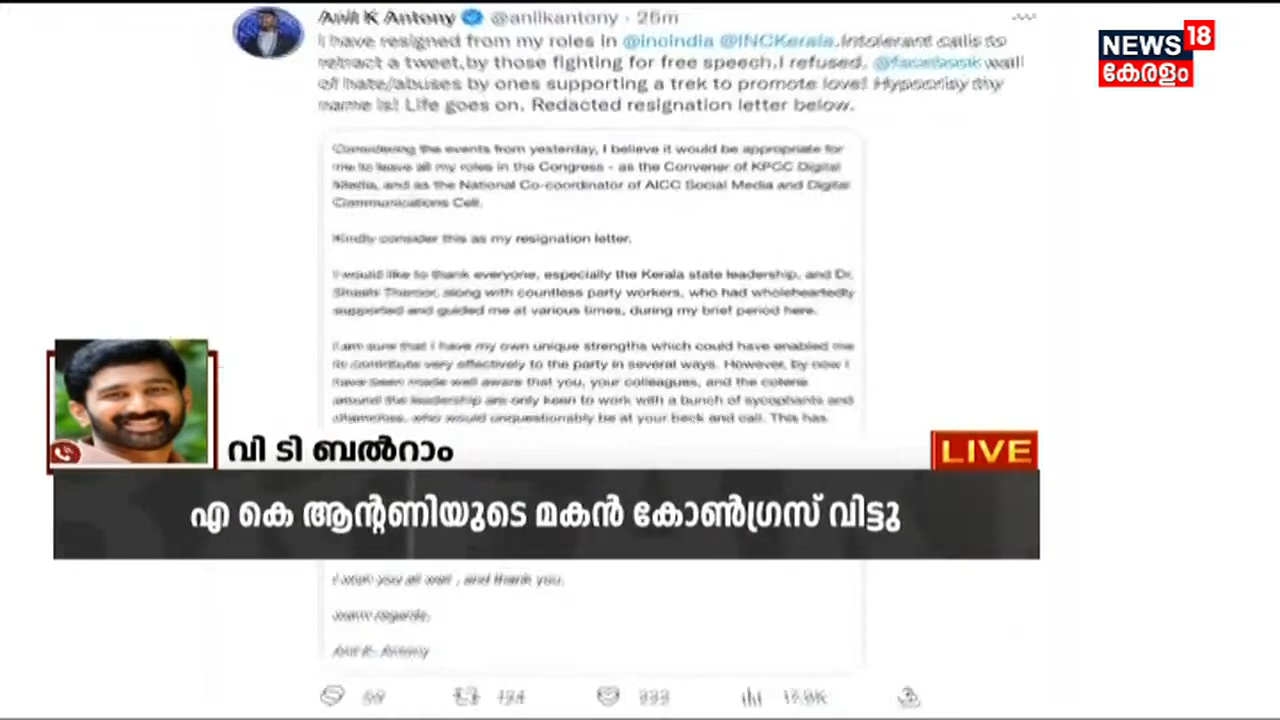 Anil K Antony @anilkantony · 26m
I have resigned from my roles in @incindia @INCKerala.Intolerant calls to
retract a tweet,by those fighting for free speech.I refused. @facebook wall
of hate/abuses by ones supporting a trek to promote love! Hypocrisy thy
name is! Life goes on. Redacted resignation letter below.
NEWS 18
കേരളം
Considering the events from yesterday, I believe it would be appropriate for
me to leave all my roles in the Congress - as the Convener of KPCC Digital
Media, and as the National Co-coordinator of AICC Social Media and Digital
Communications Cell.
Kindly consider this as my resignation letter.
I would like to thank everyone, especially the Kerala state leadership, and Dr.
Shashi Tharoor, along with countless party workers, who had wholeheartedly
supported and guided me at various times, during my brief period here.
I am sure that I have my own unique strengths which could have enabled me
to contribute very effectively to the party in several ways. However, by now I
have been made well aware that you, your colleagues, and the coterie
around the leadership are only keen to work with a bunch of sycophants and
chamchas, who would unquestionably be at your beck and call. This has
വി ടി ബൽറാം
LIVE
എ കെ ആന്റണിയുടെ മകൻ കോൺഗ്രസ് വിട്ടു
I wish you all well , and thank you.
warm regards,
Anil K. Antony